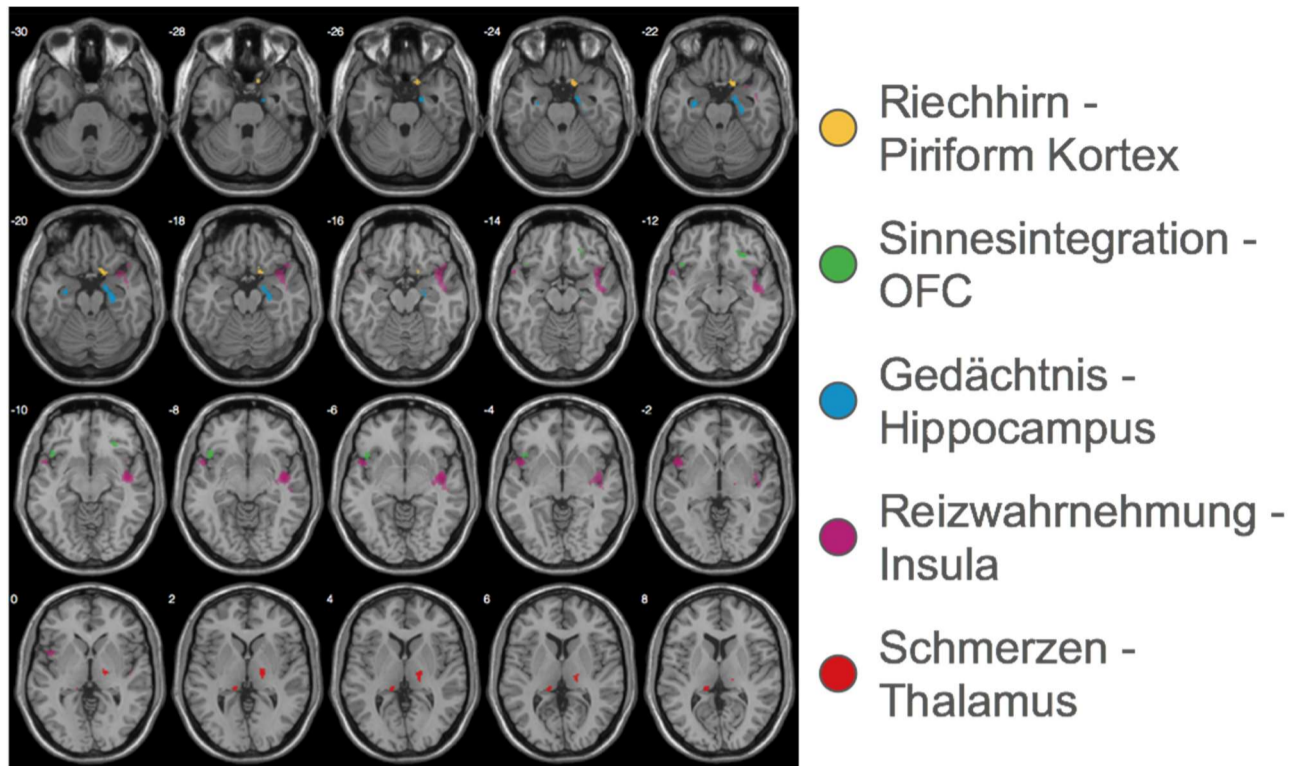 -30 -28 -26 -24 -22
-20 -18 -16 -14 -12
-10 -8 -6 -4 -2
0 2 4 6 8
Riechhirn -
Piriform Kortex
Sinnesintegration -
OFC
Gedächtnis -
Hippocampus
Reizwahrnehmung -
Insula
Schmerzen -
Thalamus